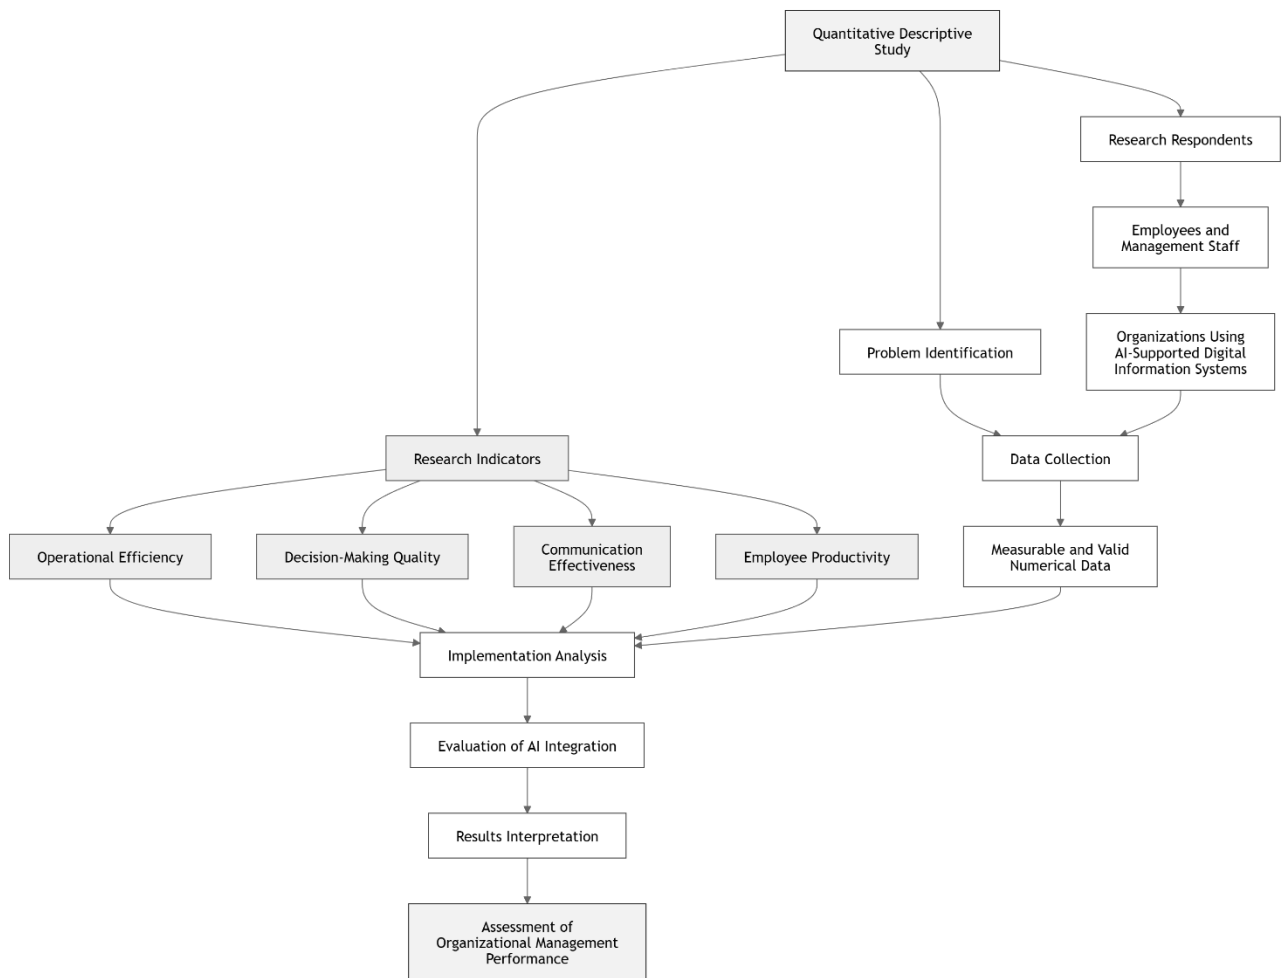 Quantitative Descriptive
Study
Research Respondents
Employees and
Management Staff
Problem Identification
Organizations Using
AI-Supported Digital
Information Systems
Research Indicators
Data Collection
Operational Efficiency
Decision-Making Quality
Communication
Effectiveness
Employee Productivity
Measurable and Valid
Numerical Data
Implementation Analysis
Evaluation of AI Integration
Results Interpretation
Assessment of
Organizational Management
Performance